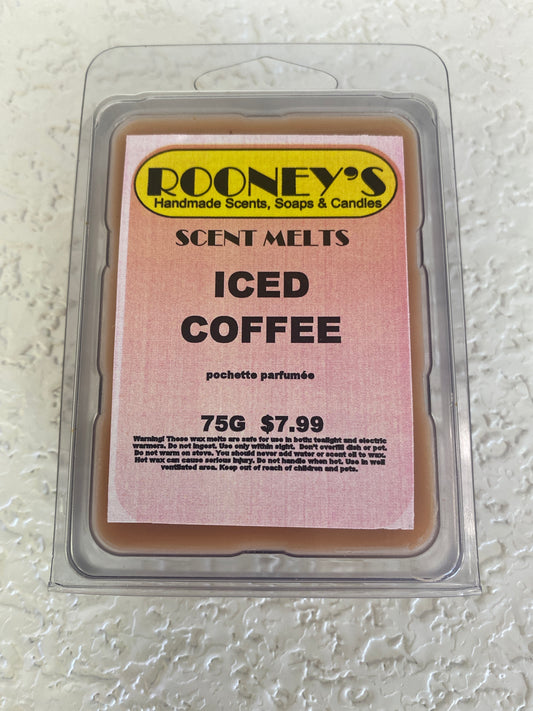 ROONEY'S
Handmade Scents, Soaps & Candles
SCENT MELTS
ICED
COFFEE
pochette parfumée
75G $7.99
Warning! These wax melts are safe for use in both: tealight and electric
warmers. Do not ingest. Use only within sight. Don't overfill dish or pot.
Do not warm on stove. You should never add water or scent oil to wax.
Hot wax can cause serious injury. Do not handle when hot. Use in well
ventilated area. Keep out of reach of children and pets.